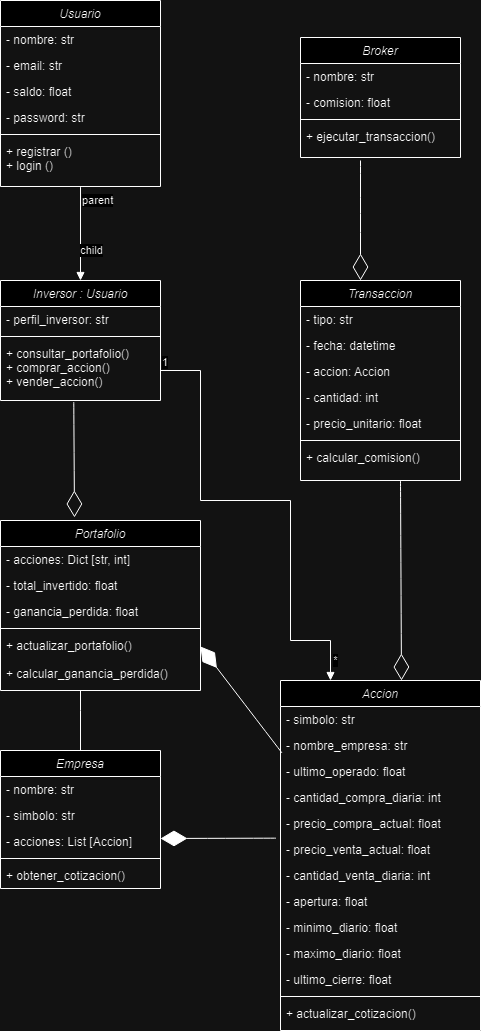 Usuario
- nombre: str
- email: str
- saldo: float
- password: str
+ registrar ()
+ login ()
parent
child
Broker
- nombre: str
- comision: float
+ ejecutar_transaccion()
Inversor : Usuario
- perfil_inversor: str
+ consultar_portafolio()
+ comprar_accion()
+ vender_accion()
1
*
Transaccion
- tipo: str
- fecha: datetime
- accion: Accion
- cantidad: int
- precio_unitario: float
+ calcular_comision()
Portafolio
- acciones: Dict [str, int]
- total_invertido: float
- ganancia_perdida: float
+ actualizar_portafolio()
+ calcular_ganancia_perdida()
Empresa
- nombre: str
- simbolo: str
- acciones: List [Accion]
+ obtener_cotizacion()
Accion
- simbolo: str
- nombre_empresa: str
- ultimo_operado: float
- cantidad_compra_diaria: int
- precio_compra_actual: float
- precio_venta_actual: float
- cantidad_venta_diaria: int
- apertura: float
- minimo_diario: float
- maximo_diario: float
- ultimo_cierre: float
+ actualizar_cotizacion()